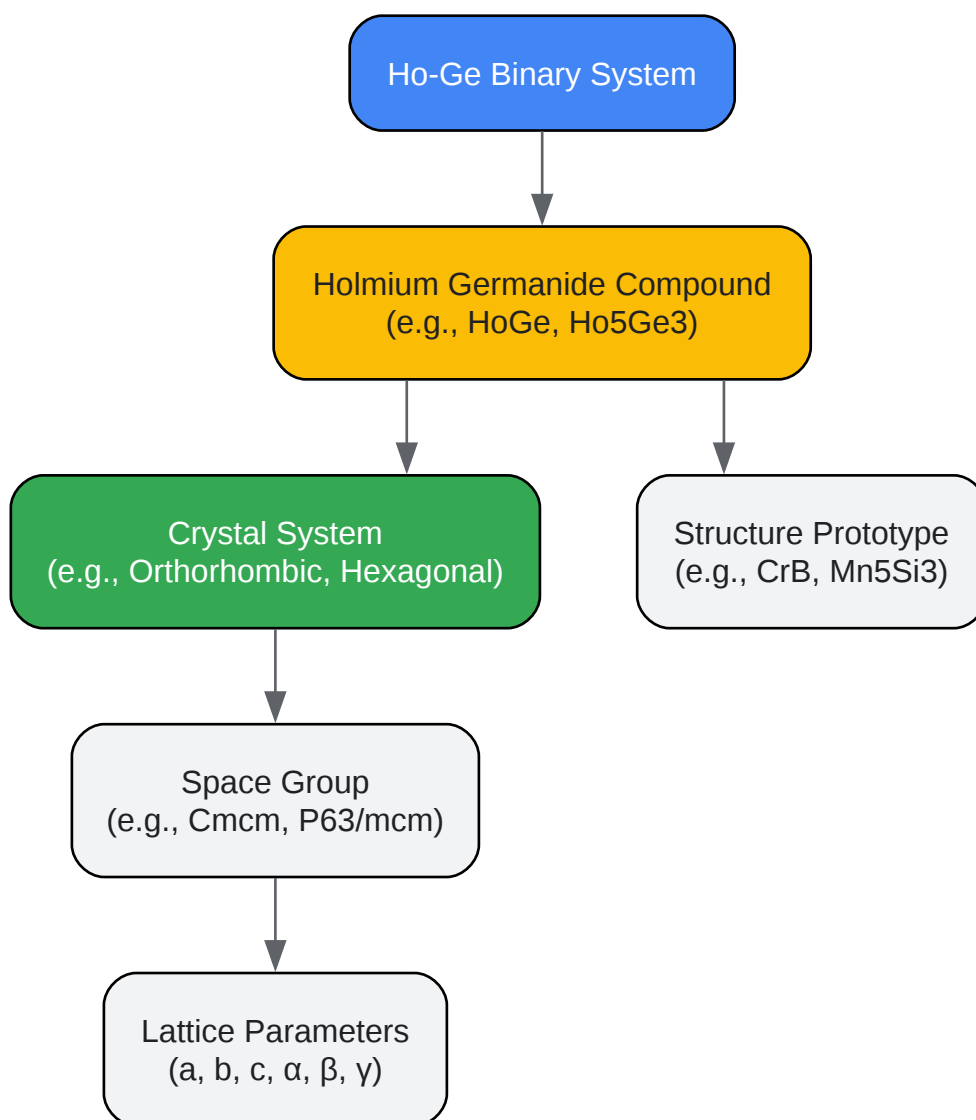 Ho-Ge Binary System
Holmium Germanide Compound
(e.g., HoGe, Ho5Ge3)
Crystal System
(e.g., Orthorhombic, Hexagonal)
Structure Prototype
(e.g., CrB, Mn5Si3)
Space Group
(e.g., Cmcm, P63/mcm)
Lattice Parameters
(a, b, c, α, β, γ)